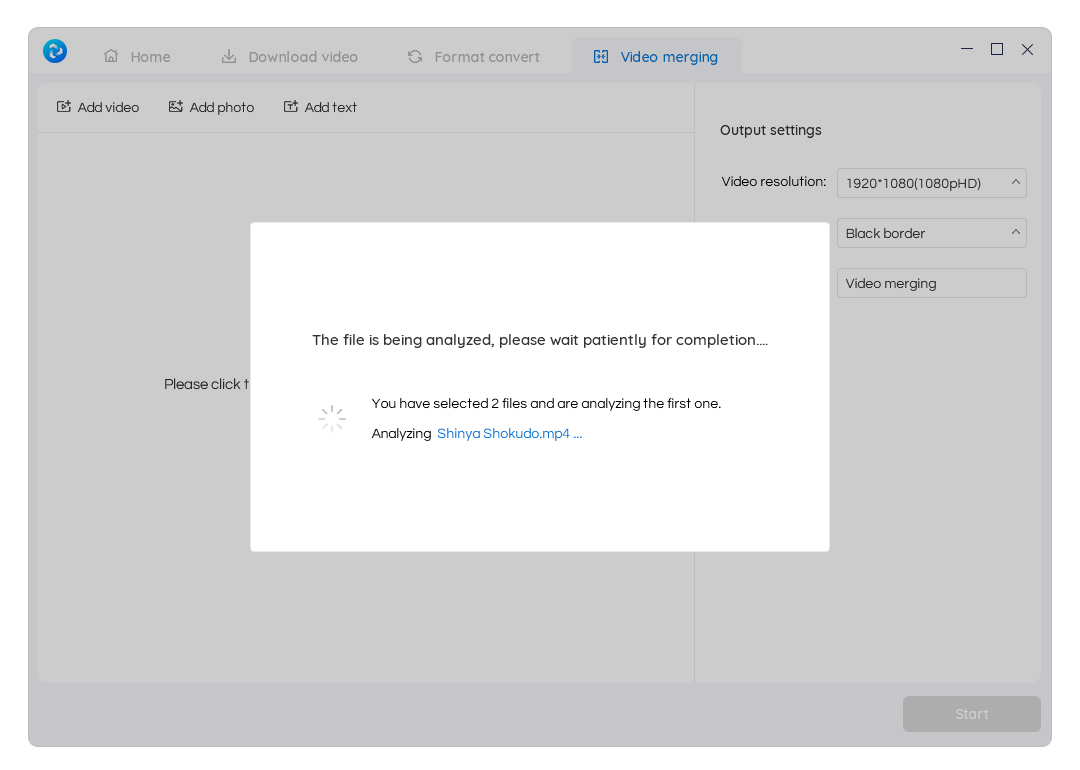 Home
Download video
Format convert
Video merging
Add video
Add photo
Add text
Output settings
Video resolution:
1920*1080(1080pHD)
Black border
Video merging
Please click
The file is being analyzed, please wait patiently for completion....
You have selected 2 files and are analyzing the first one.
Analyzing Shinya Shokudo.mp4 ...
Start